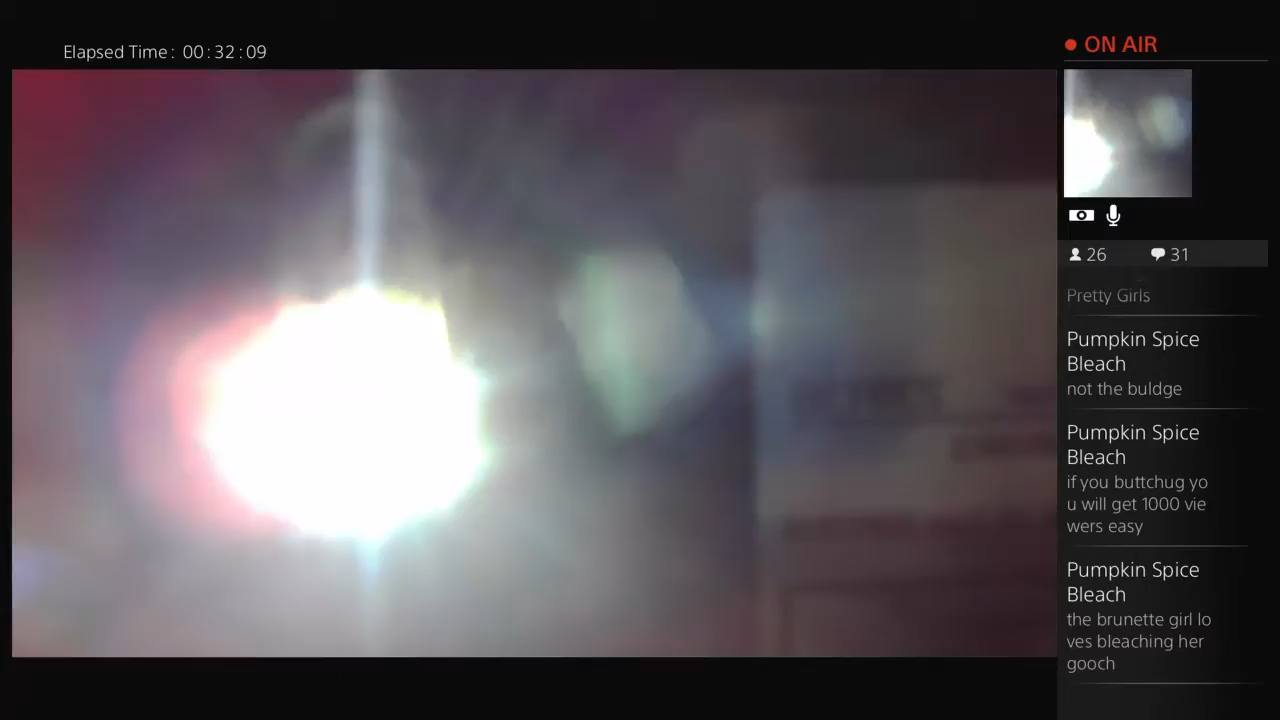 Elapsed Time: 00:32:09
ON AIR
26 31
Pretty Girls
Pumpkin Spice
Bleach
not the buldge
Pumpkin Spice
Bleach
if you buttchug yo
u will get 1000 vie
wers easy
Pumpkin Spice
Bleach
the brunette girl lo
ves bleaching her
gooch